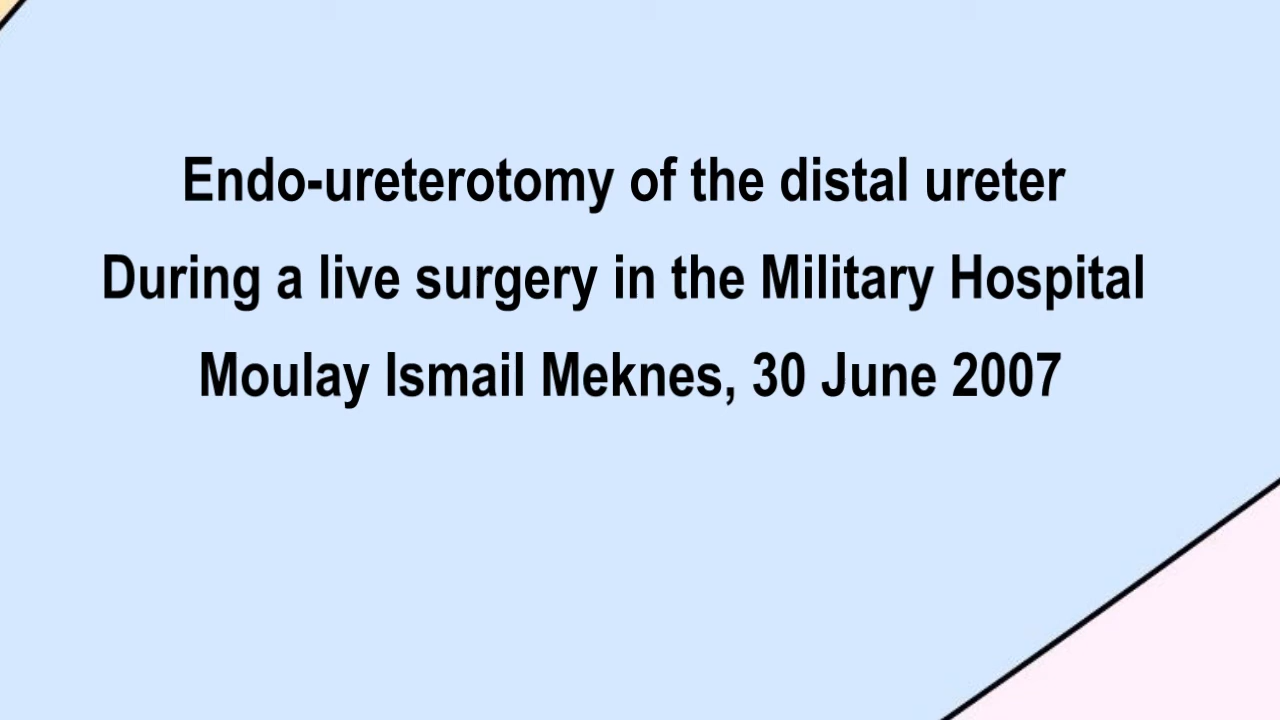 Endo-ureterotomy of the distal ureter
During a live surgery in the Military Hospital
Moulay Ismail Meknes, 30 June 2007